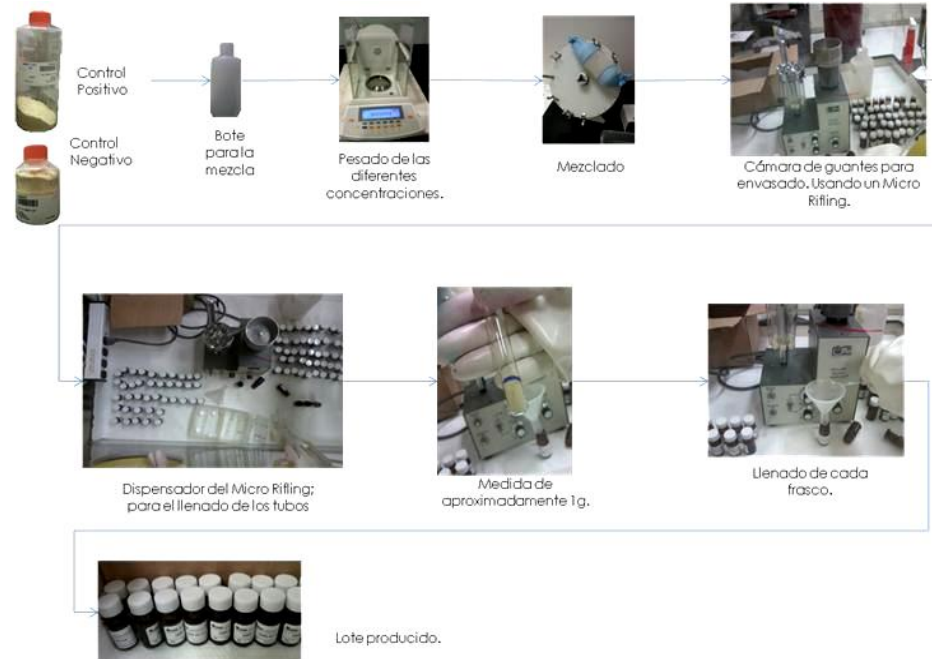 Control
Positivo
Control
Negativo
Bote
para la
mezcla
Pesado de las
diferentes
concentraciones.
Mezclado
Cámara de guantes para
envasado. Usando un Micro
Rifling.
Dispensador del Micro Rifling;
para el llenado de los tubos
Medida de
aproximadamente 1g.
Llenado de cada
frasco.
Lote producido.